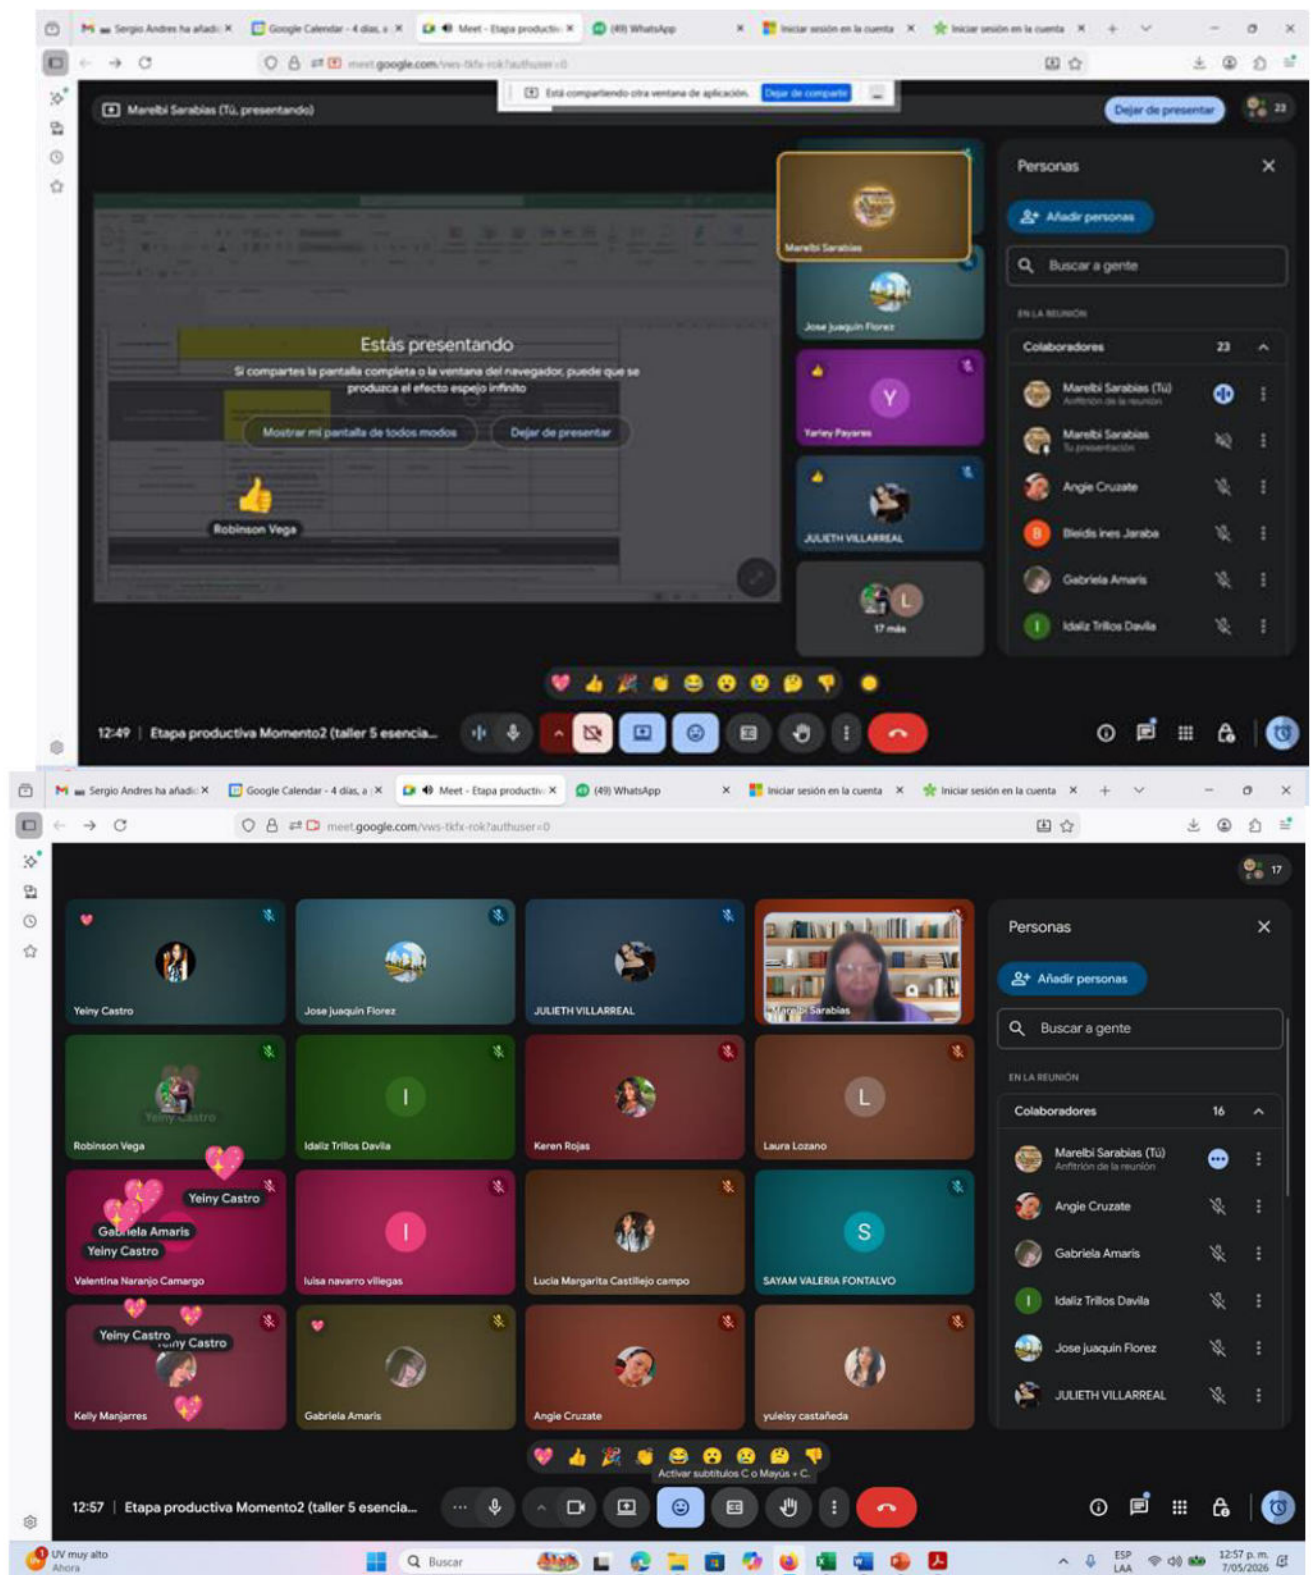 Sergio Andres ha añadi
Google Calendar - 4 días, a
Meet - Etapa productiv
(49) WhatsApp
Iniciar sesión en la cuenta
Iniciar sesión en la cuenta
meet.google.com/vws-tkfx-rok?authuser=0
Está compartiendo otra ventana de aplicación.
Dejar de compartir
Marelbi Sarabias (Tú, presentando)
Dejar de presentar
23
Estás presentando
Si compartes la pantalla completa o la ventana del navegador, puede que se
produzca el efecto espejo infinito
Mostrar mi pantalla de todos modos
Dejar de presentar
Robinson Vega
Marelbi Sarabias
Jose juaquin Florez
Y
Yarley Payares
JULIETH VILLARREAL
L
17 más
Personas
Añadir personas
Buscar a gente
EN LA REUNIÓN
Colaboradores 23
Marelbi Sarabias (Tú)
Anfitrión de la reunión
Marelbi Sarabias
Tu presentación
Angie Cruzate
B
Bleidis ines Jaraba
Gabriela Amaris
I
Idaliz Trillos Davila
12:49 | Etapa productiva Momento2 (taller 5 esencia...
Sergio Andres ha añadi
Google Calendar - 4 días, a
Meet - Etapa productiv
(49) WhatsApp
Iniciar sesión en la cuenta
Iniciar sesión en la cuenta
meet.google.com/vws-tkfx-rok?authuser=0
17
Yeiny Castro
Jose juaquin Florez
JULIETH VILLARREAL
Marelbi Sarabias
Yeiny Castro
Robinson Vega
I
Idaliz Trillos Davila
Keren Rojas
L
Laura Lozano
Yeiny Castro
Gabriela Amaris
Yeiny Castro
Valentina Naranjo Camargo
I
luisa navarro villegas
Lucia Margarita Castillejo campo
S
SAYAM VALERIA FONTALVO
Yeiny Castro
Yeiny Castro
Kelly Manjarres
Gabriela Amaris
Angie Cruzate
yuleisy castañeda
Personas
Añadir personas
Buscar a gente
EN LA REUNIÓN
Colaboradores 16
Marelbi Sarabias (Tú)
Anfitrión de la reunión
Angie Cruzate
Gabriela Amaris
I
Idaliz Trillos Davila
Jose juaquin Florez
JULIETH VILLARREAL
Activar subtítulos C o Mayús + C.
12:57 | Etapa productiva Momento2 (taller 5 esencia...
1
UV muy alto
Ahora
Buscar
ESP
LAA
12:57 p. m.
7/05/2026